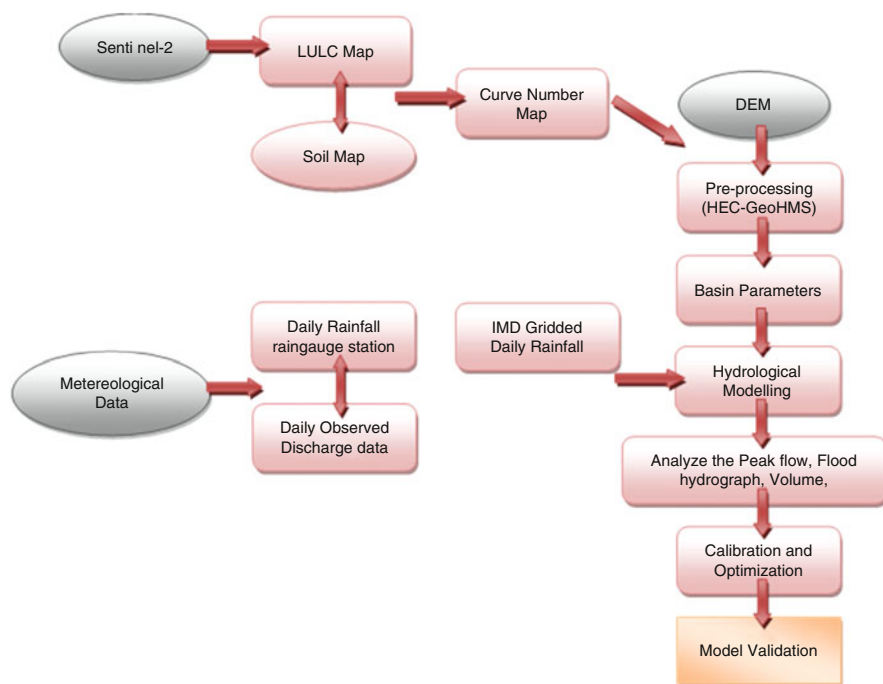 Senti nel-2
LULC Map
Soil Map
Curve Number
Map
DEM
Pre-processing
(HEC-GeoHMS)
Basin Parameters
Metereological
Data
Daily Rainfall
raingauge station
Daily Observed
Discharge data
IMD Gridded
Daily Rainfall
Hydrological
Modelling
Analyze the Peak flow, Flood
hydrograph, Volume,
Calibration and
Optimization
Model Validation